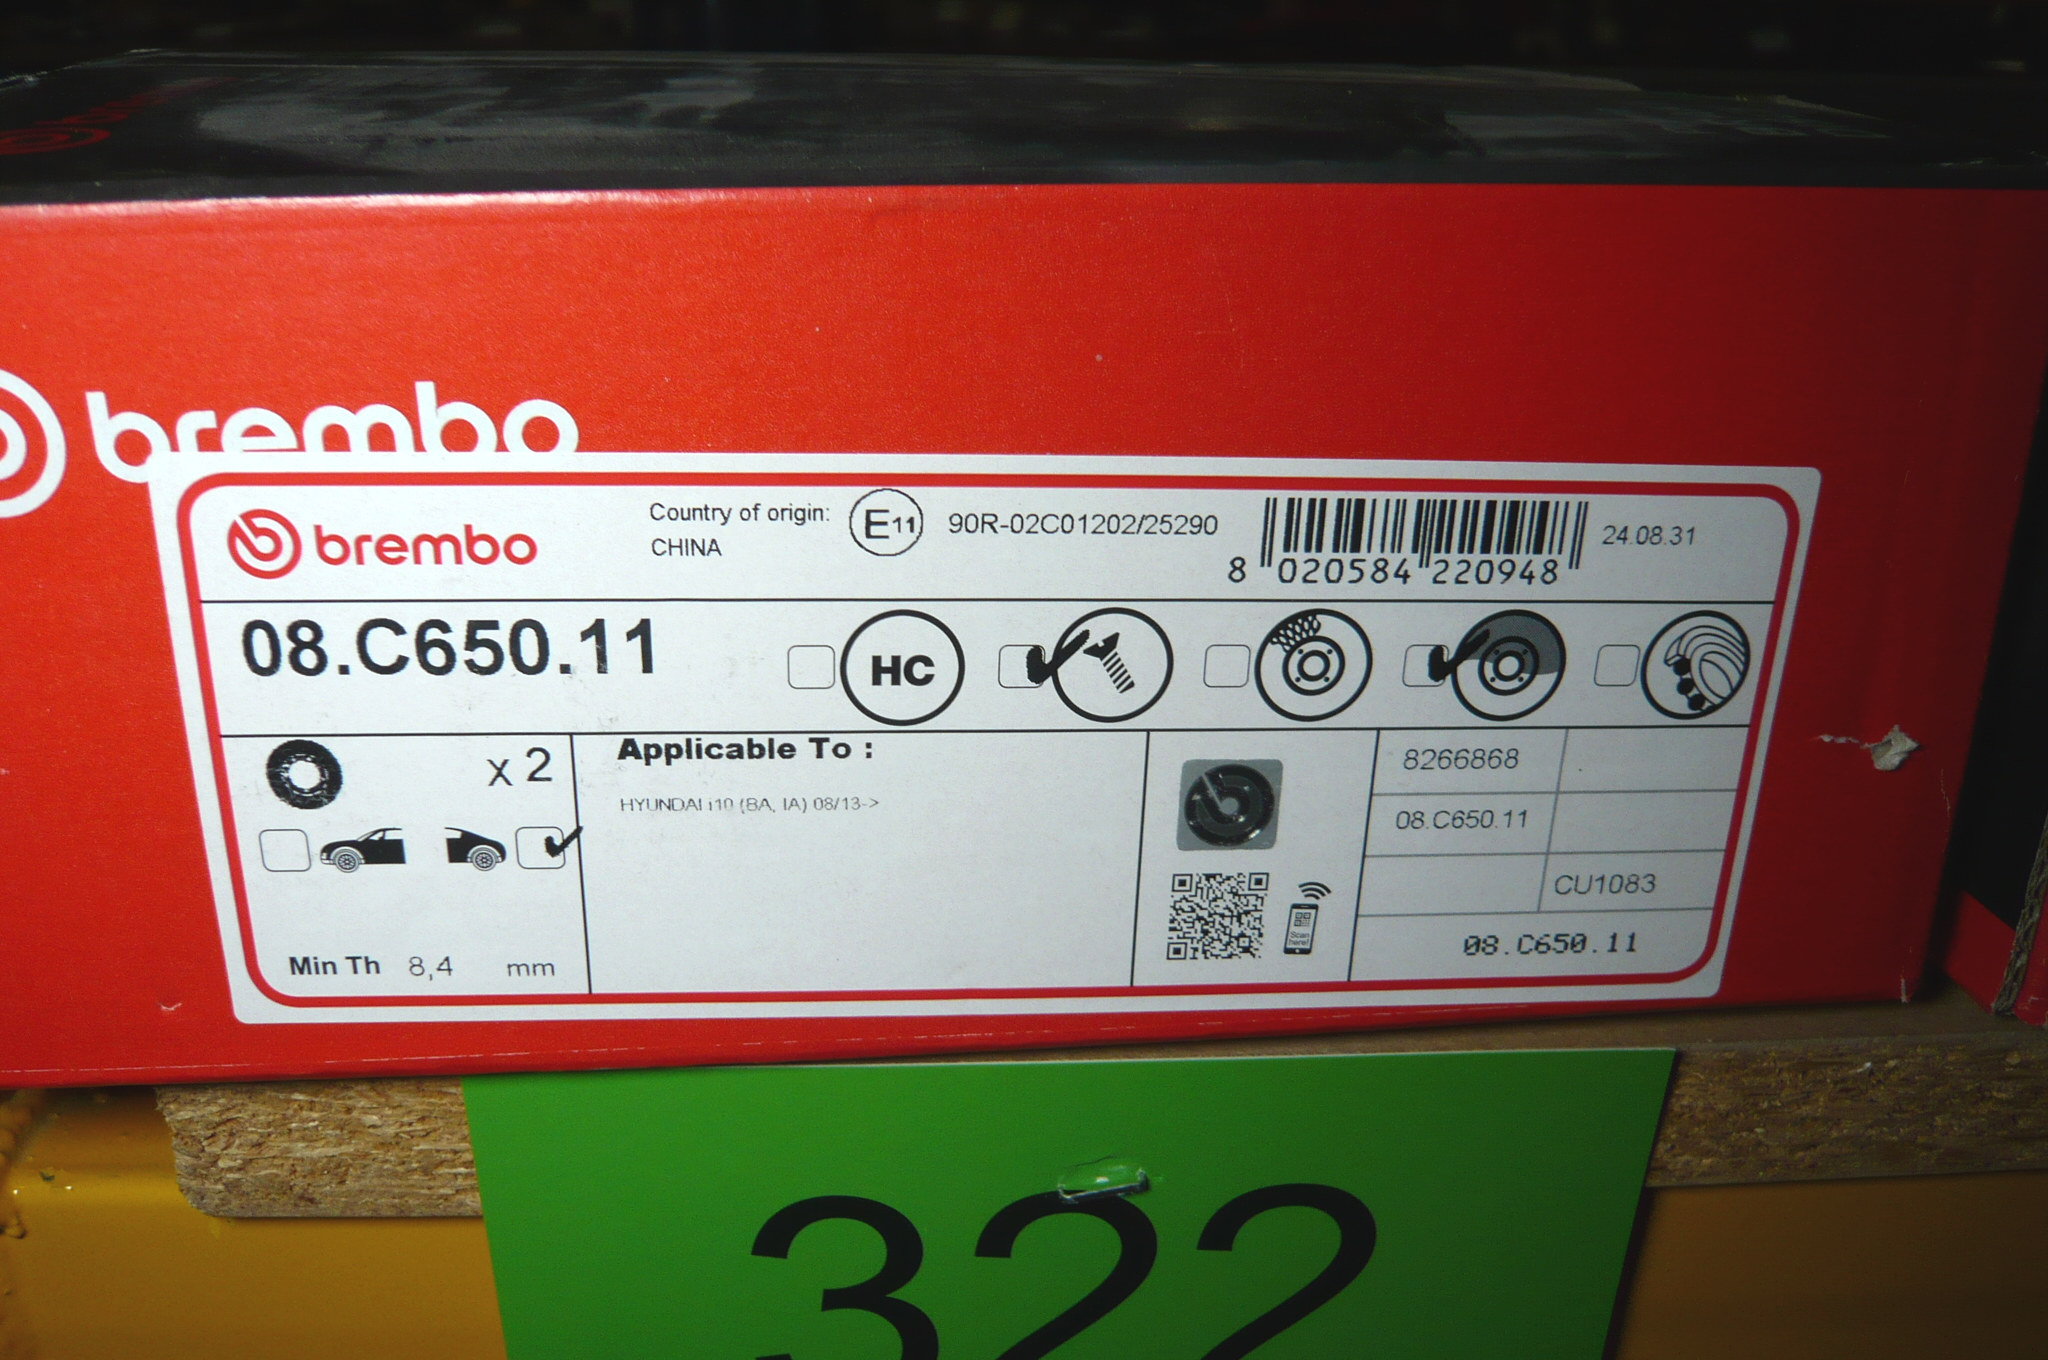 brembo
brembo
Country of origin:
CHINA
E11
90R-02C01202/25290
8 020584 220948
24.08.31
08.C650.11
HC
x 2
Applicable To :
HYUNDAI i10 (BA, IA) 08/13->
Min Th 8,4 mm
Scan
here!
8266868
08.C650.11
CU1083
08.C650.11
322